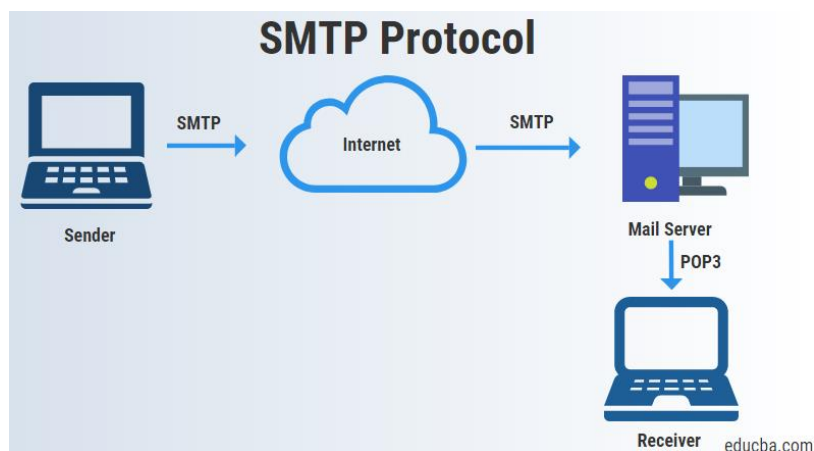 SMTP Protocol
SMTP
Internet
SMTP
Sender
Mail Server
POP3
Receiver
educba.com